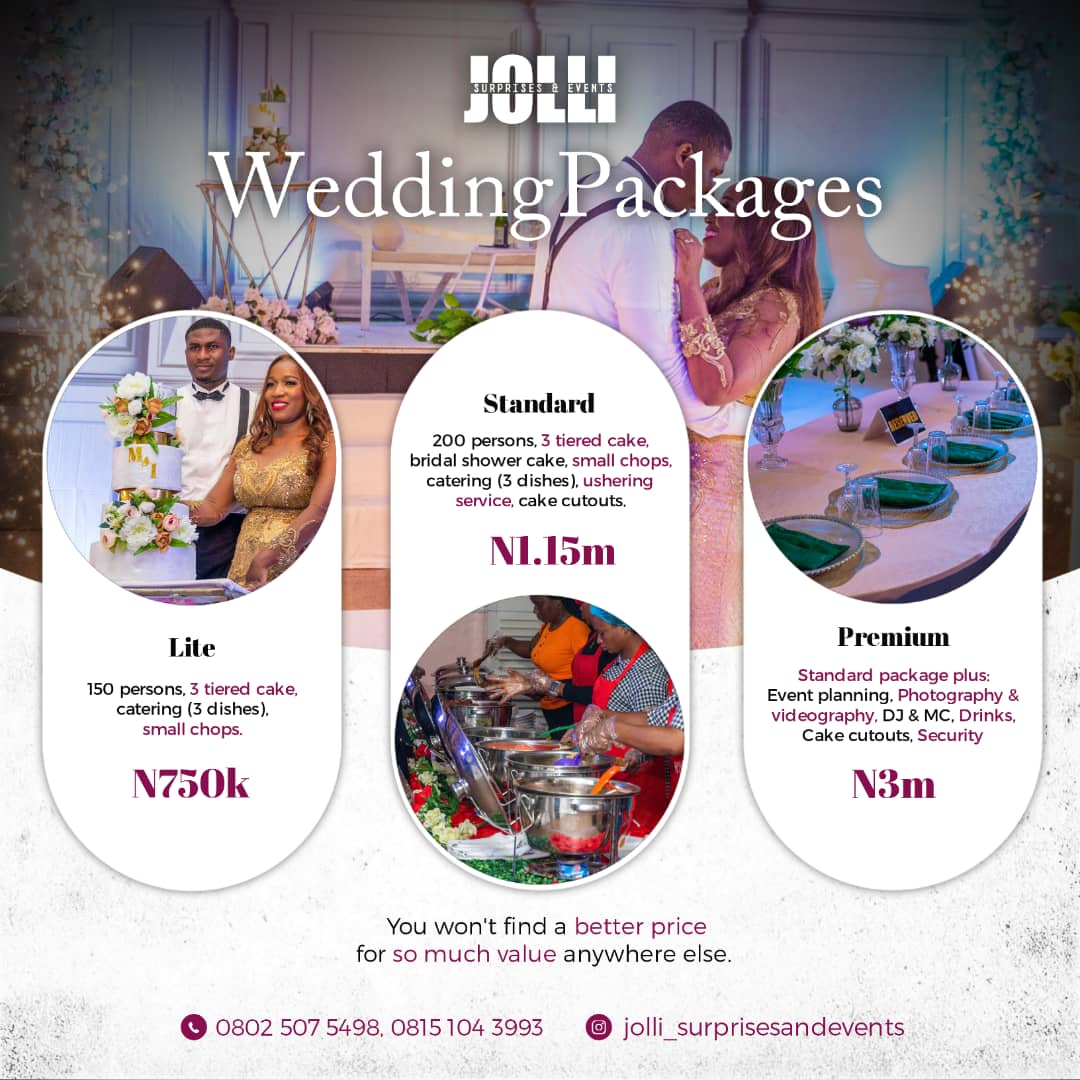 JOLLI
SURPRISES & EVENTS
Wedding Packages
M&I
Lite
150 persons, 3 tiered cake,
catering (3 dishes),
small chops.
N750k
Standard
200 persons, 3 tiered cake,
bridal shower cake, small chops,
catering (3 dishes), ushering
service, cake cutouts.
N1.15m
RESERVED
Premium
Standard package plus:
Event planning, Photography &
videography, DJ & MC, Drinks,
Cake cutouts, Security
N3m
You won't find a better price
for so much value anywhere else.
0802 507 5498, 0815 104 3993
jolli_surprisesandevents